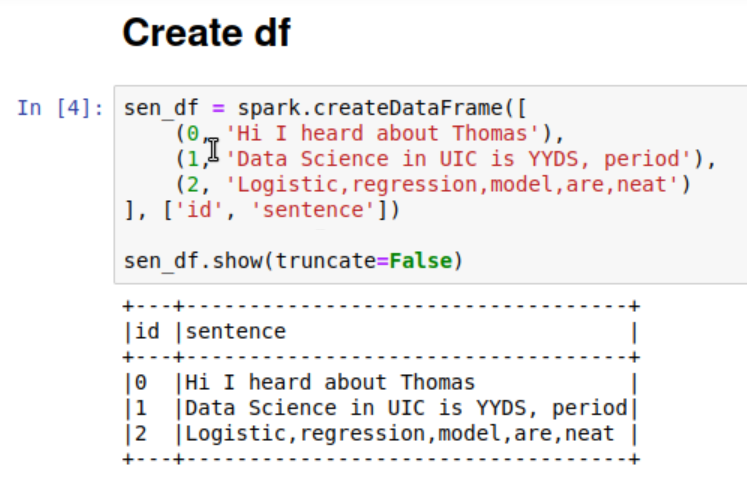 Create df
In [4]:
sen_df = spark.createDataFrame([
    (0, 'Hi I heard about Thomas'),
    (1, 'Data Science in UIC is YYDS, period'),
    (2, 'Logistic,regression,model,are,neat')
], ['id', 'sentence'])
sen_df.show(truncate=False)
+---+-----------------------------------+
|id |sentence                           |
+---+-----------------------------------+
|0  |Hi I heard about Thomas            |
|1  |Data Science in UIC is YYDS, period|
|2  |Logistic,regression,model,are,neat |
+---+-----------------------------------+